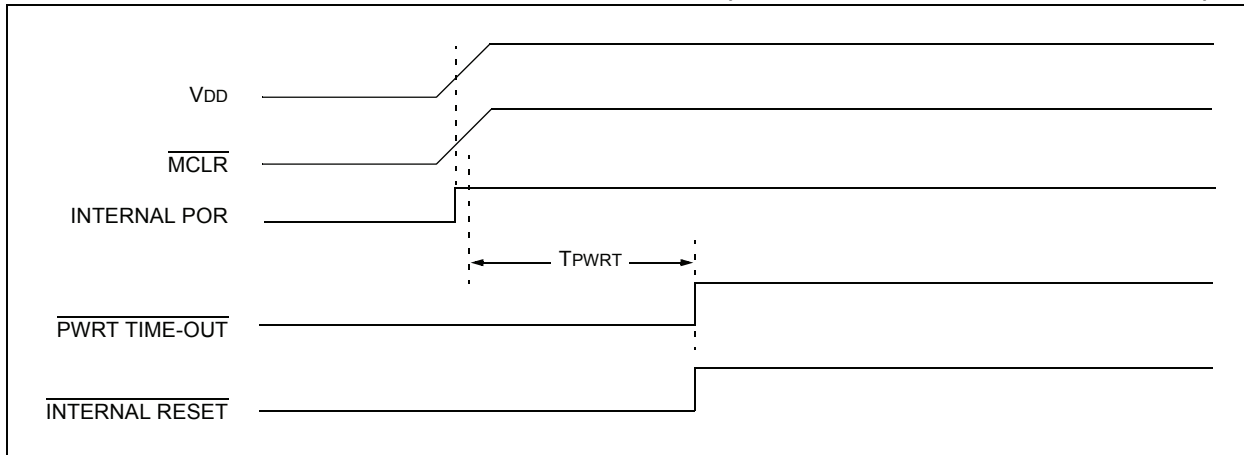 VDD
MCLR
INTERNAL POR
TPWRT
PWRT TIME-OUT
INTERNAL RESET